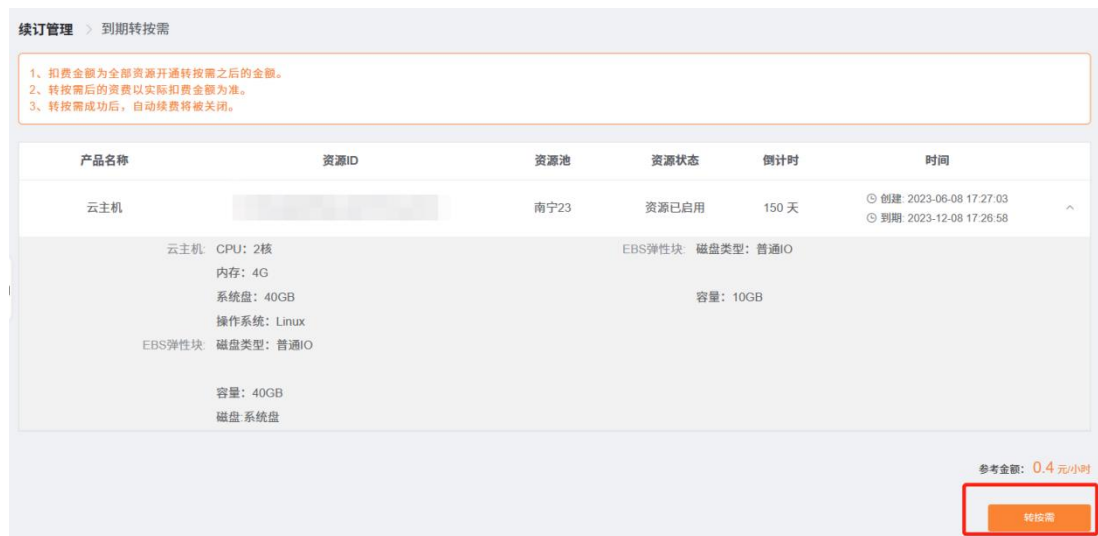 续订管理 > 到期转按需
1、扣费金额为全部资源开通转按需之后的金额。
2、转按需后的资费以实际扣费金额为准。
3、转按需成功后，自动续费将被关闭。
产品名称 资源ID 资源池 资源状态 倒计时 时间
云主机 南宁23 资源已启用 150 天 创建: 2023-06-08 17:27:03
到期: 2023-12-08 17:26:58
云主机: CPU：2核 EBS弹性块: 磁盘类型：普通IO
内存：4G
系统盘：40GB 容量：10GB
操作系统：Linux
EBS弹性块: 磁盘类型：普通IO
容量：40GB
磁盘:系统盘
参考金额： 0.4 元/小时
转按需